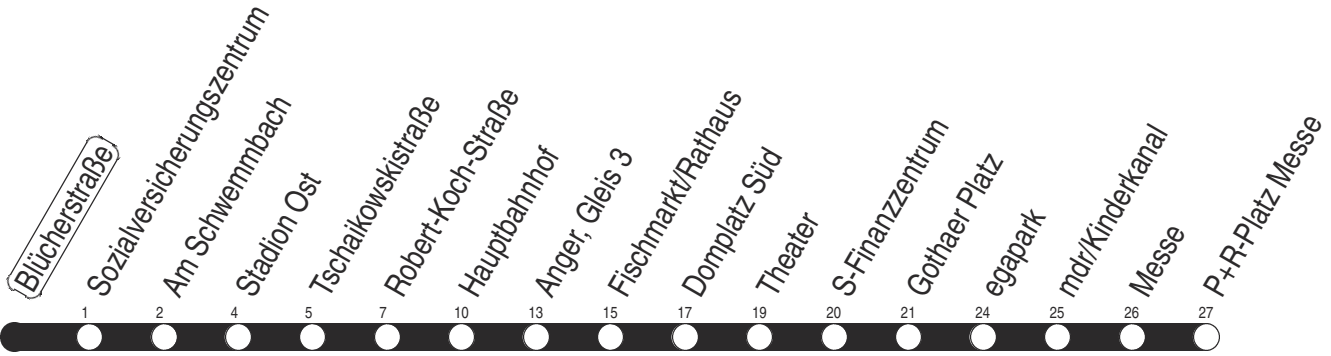 Blücherstraße
Sozialversicherungszentrum
Am Schwemmbach
Stadion Ost
Tschaikowskistraße
Robert-Koch-Straße
Hauptbahnhof
Anger, Gleis 3
Fischmarkt/Rathaus
Domplatz Süd
Theater
S-Finanzzentrum
Gothaer Platz
egapark
mdr/Kinderkanal
Messe
P+R-Platz Messe
1 2 4 5 7 10 13 15 17 19 20 21 24 25 26 27